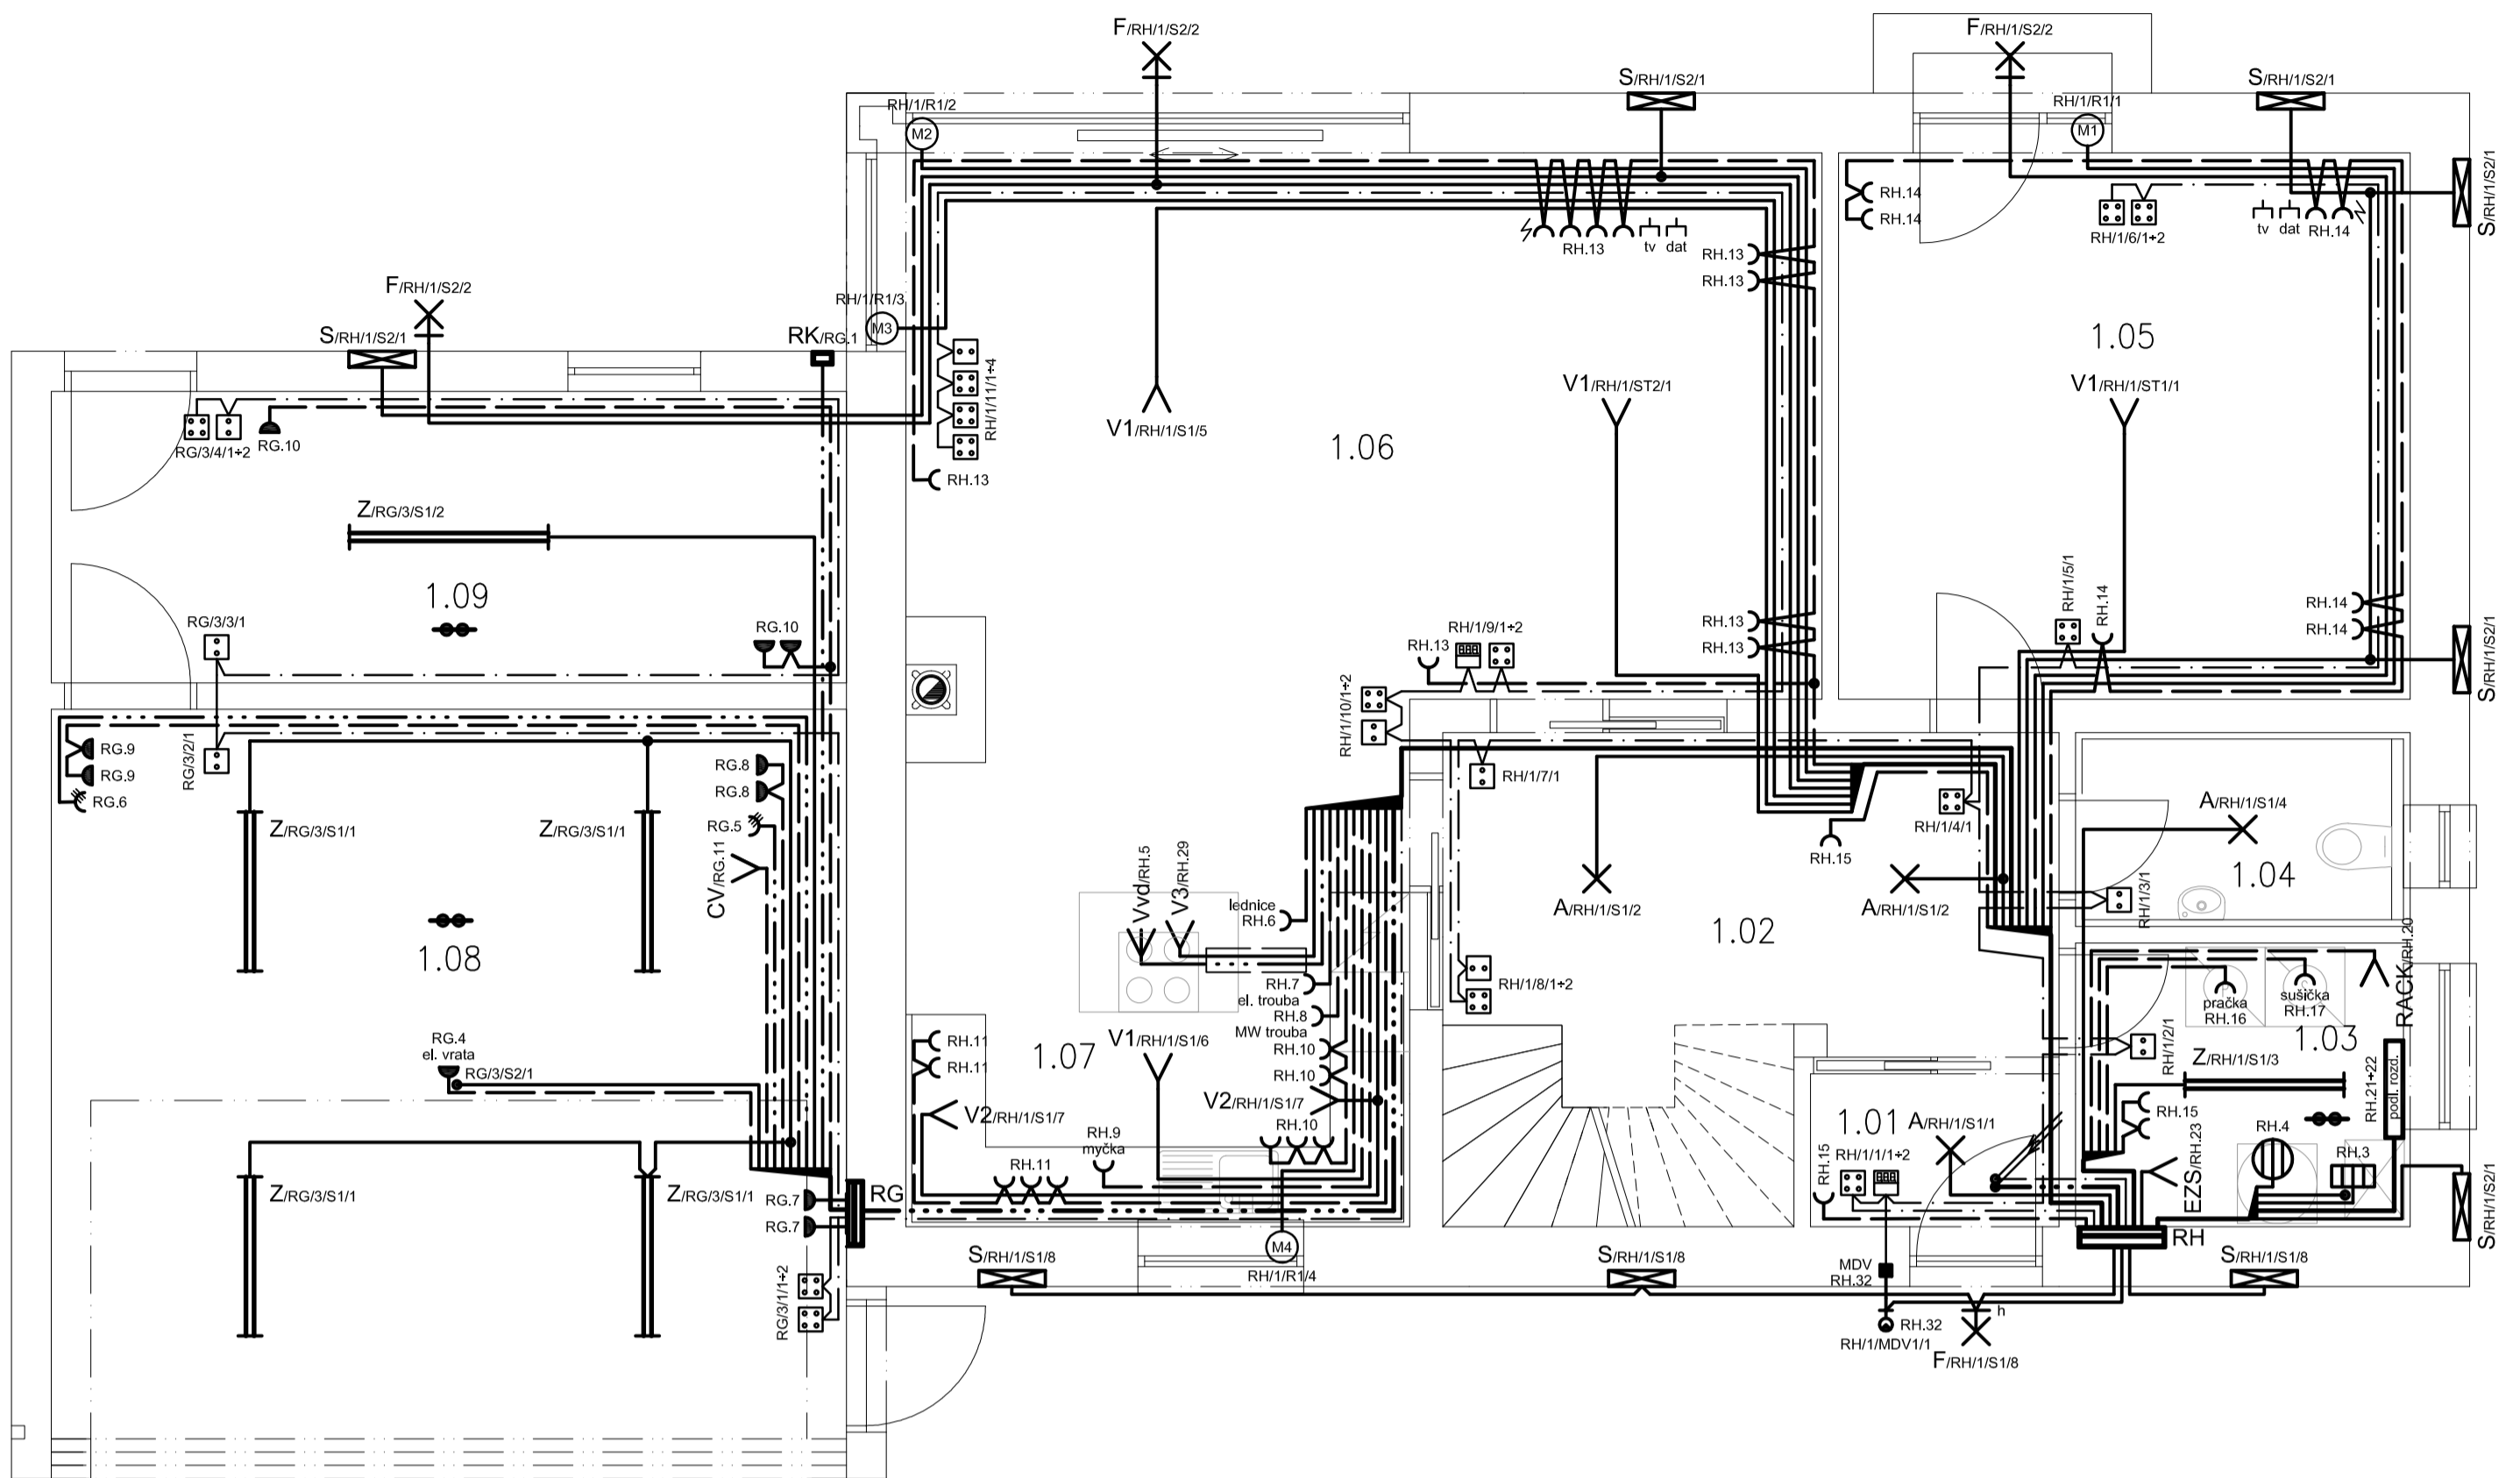 F/RH/1/S2/2
F/RH/1/S2/2
S/RH/1/S2/1
S/RH/1/S2/1
RH/1/R1/2
M2
RH/1/R1/1
M1
S/RH/1/S2/1
RH.14
RH.14
RH/1/6/1÷2
tv
dat
RH.14
RH.13
tv
dat
RH.13
RH.13
F/RH/1/S2/2
RH/1/R1/3
M3
S/RH/1/S2/1
RK/RG.1
RH/1/11/1÷4
1.05
V1/RH/1/ST2/1
V1/RH/1/ST1/1
V1/RH/1/S1/5
1.06
RG/3/4/1÷2
RG.10
RH.13
Z/RG/3/S1/2
1.09
RG/3/3/1
RG.10
RH.13
RH/1/9/1÷2
RH.13
RH.13
RH/1/5/1
RH.14
RH.14
RH.14
S/RH/1/S2/1
RH/1/10/1÷2
RG.9
RG.9
RG.6
RG/3/2/1
RG.8
RG.8
RG.5
CV/RG.11
RH/1/7/1
RH/1/4/1
RH.15
A/RH/1/S1/4
Z/RG/3/S1/1
Z/RG/3/S1/1
1.04
Vvd/RH.5
V3/RH.29
lednice
RH.6
A/RH/1/S1/2
A/RH/1/S1/2
RH/1/3/1
1.02
1.08
RH/1/8/1÷2
RH.7
el. trouba
RH.8
MW trouba
RH.10
RH.10
pračka
RH.16
sušička
RH.17
RACK/RH.20
1.03
RG.4
el. vrata
RG/3/S2/1
RH.11
RH.11
1.07
V1/RH/1/S1/6
V2/RH/1/S1/7
V2/RH/1/S1/7
RH/1/2/1
Z/RH/1/S1/3
RH.21÷22
podl. rozd.
RH.15
1.01
A/RH/1/S1/1
RH.10
RH.9
myčka
RH.11
RH.15
RH/1/1/1÷2
EZS/RH.23
RH.4
RH.3
Z/RG/3/S1/1
Z/RG/3/S1/1
RG.7
RG.7
RG
S/RH/1/S2/1
RH
M4
S/RH/1/S1/8
RH/1/R1/4
S/RH/1/S1/8
MDV
RH.32
S/RH/1/S1/8
RG/3/1/1÷2
h
RH.32
RH/1/MDV1/1
F/RH/1/S1/8